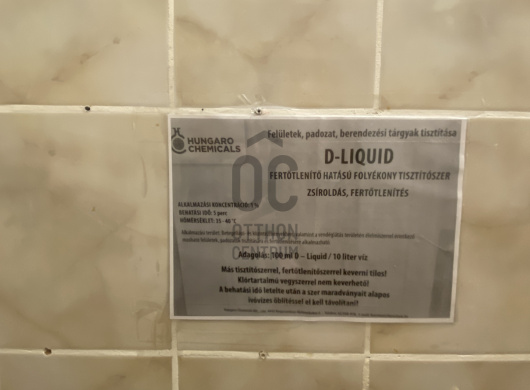 Felületek, padozat, berendezési tárgyak tisztítása
HUNGARO
CHEMICALS
D-LIQUID
FERTŐTLENÍTŐ HATÁSÚ FOLYÉKONY TISZTÍTÓSZER
ZSÍROLDÁS, FERTŐTLENÍTÉS
ALKALMAZÁSI KONCENTRÁCIÓ: 1 %
BEHATÁSI IDŐ: 5 perc
HŐMÉRSÉKLET: 15 - 40 °C
OC
OTTHON
CENTRUM
Adagolás: 100 ml D – Liquid / 10 liter víz
Más tisztítószerrel, fertőtlenítőszerrel keverni tilos!
Klórtartalmú vegyszerrel nem keverhető!
A behatási idő letelte után a szer maradványait alapos
ivóvizes öblítéssel el kell távolítani!